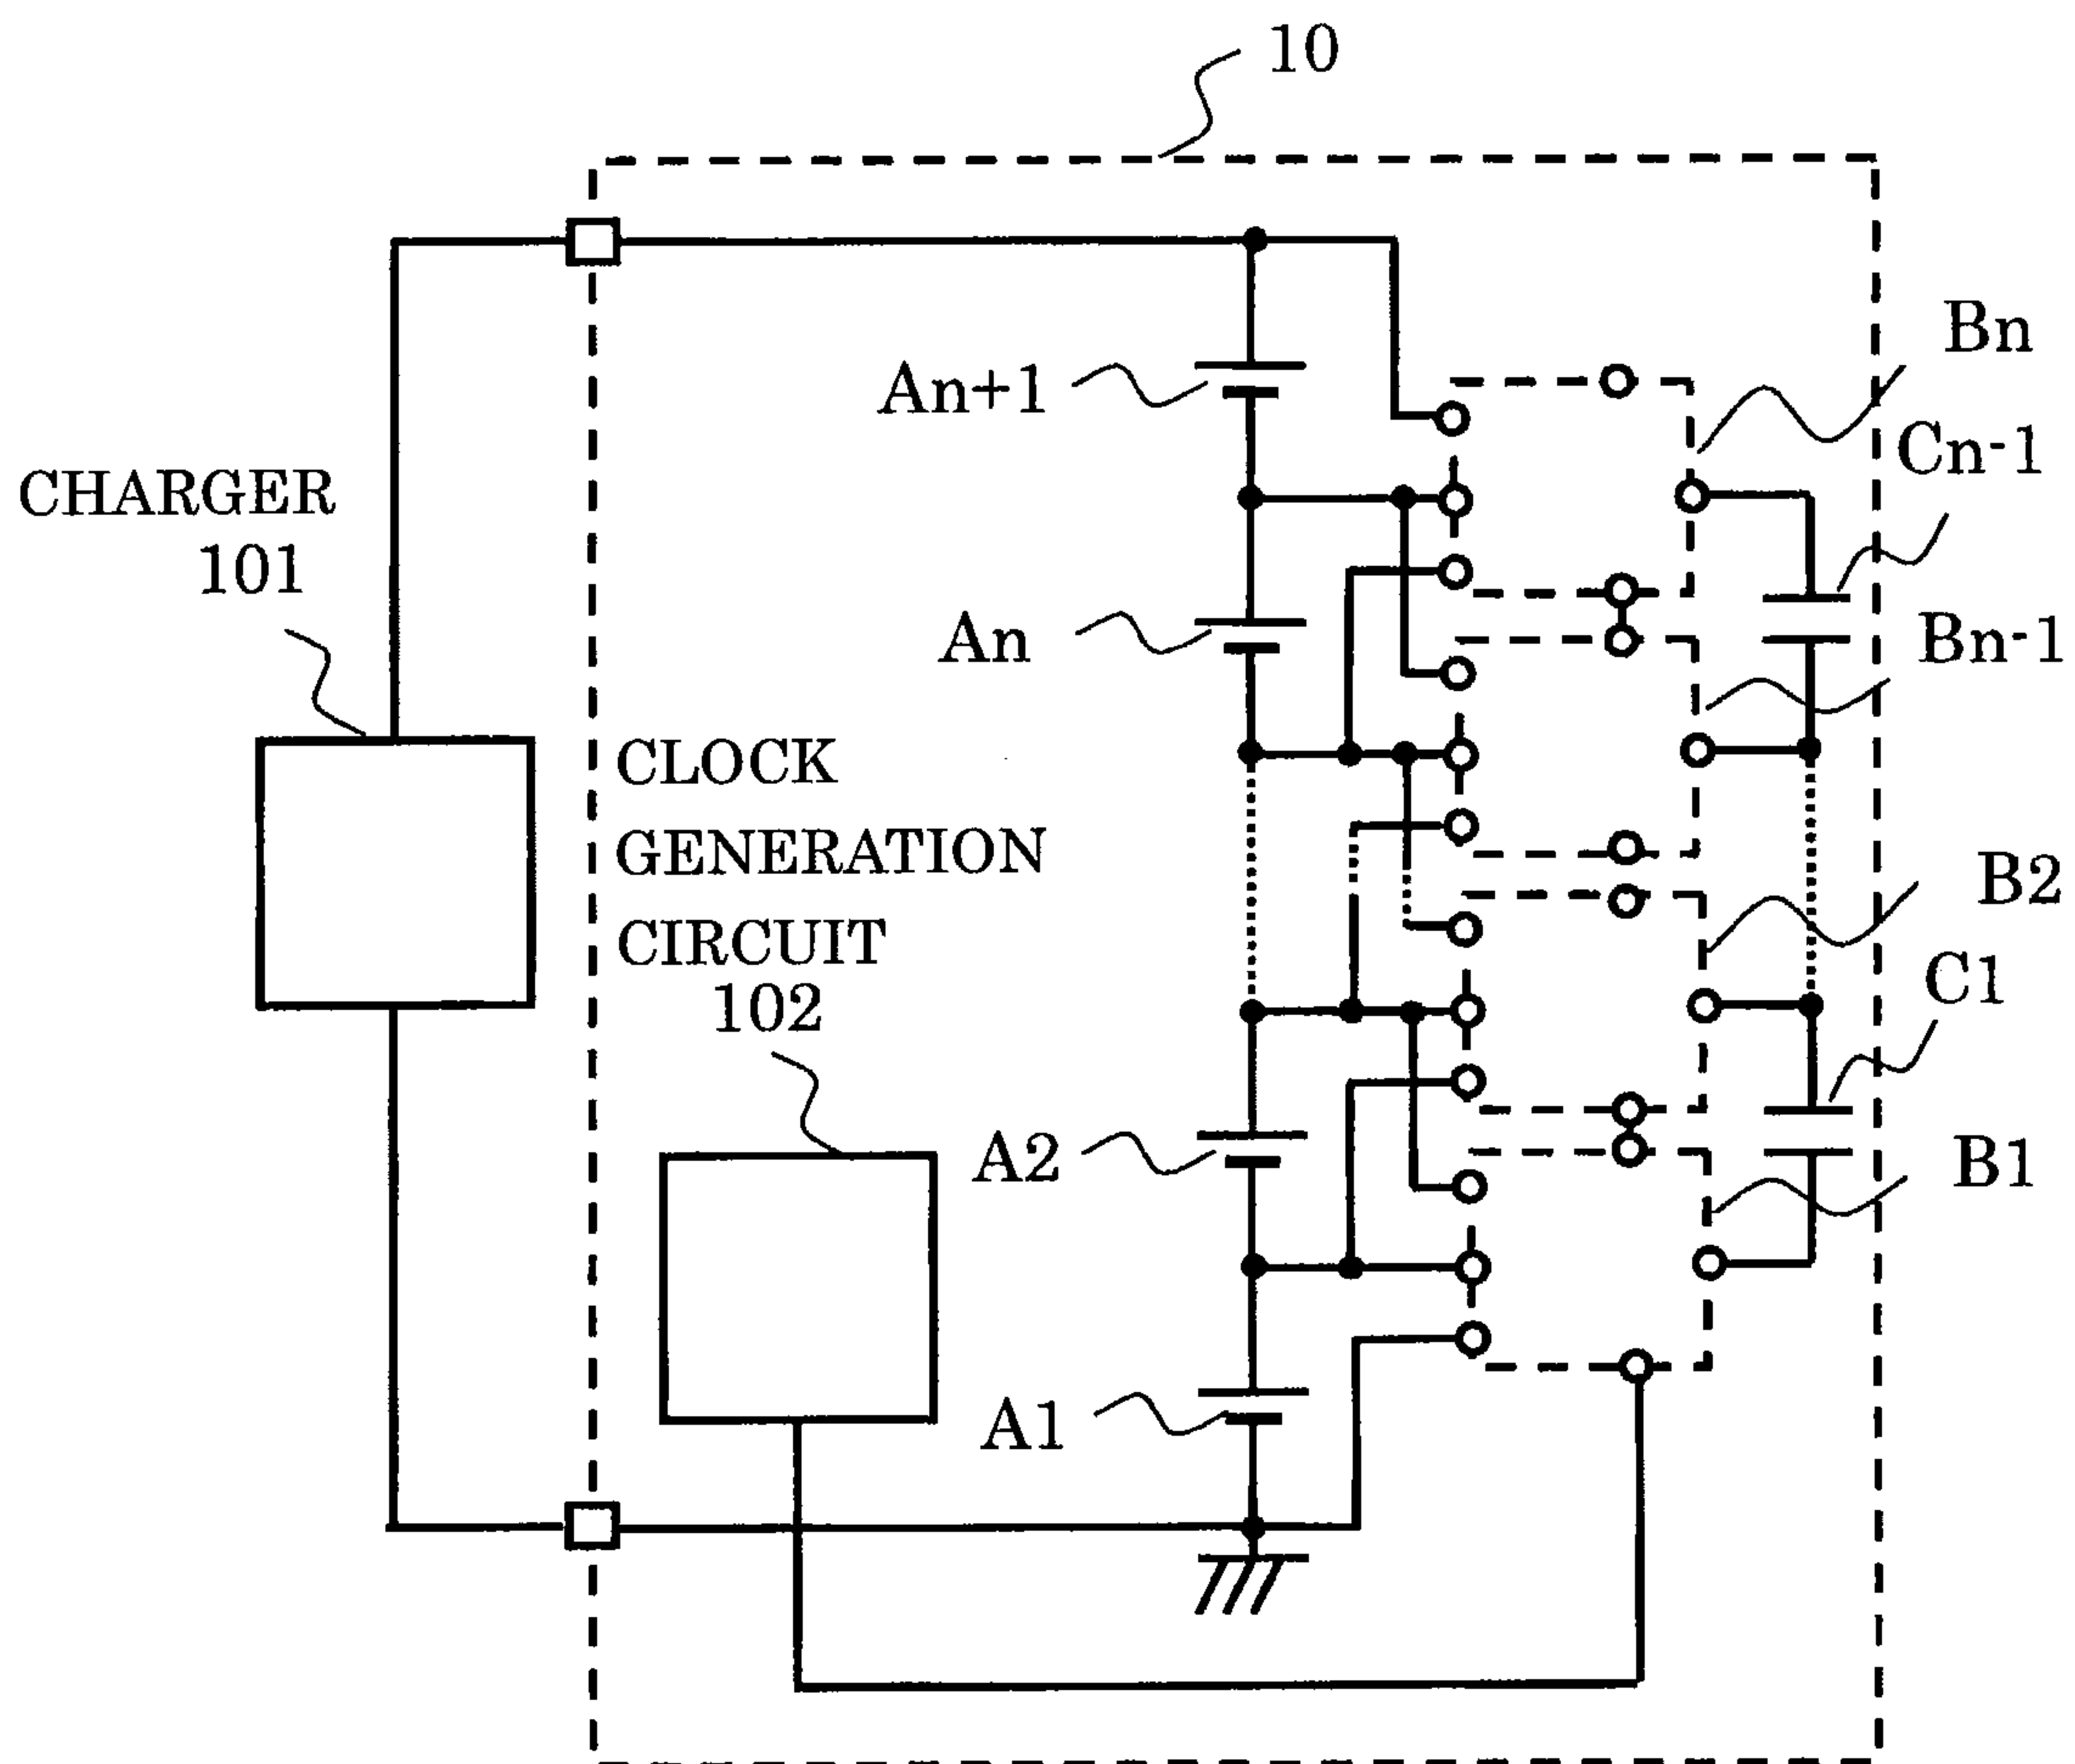 10
Bn
An+1
Cn-1
CHARGER
101
An
Bn-1
CLOCK
GENERATION
CIRCUIT
102
B2
C1
A2
B1
A1